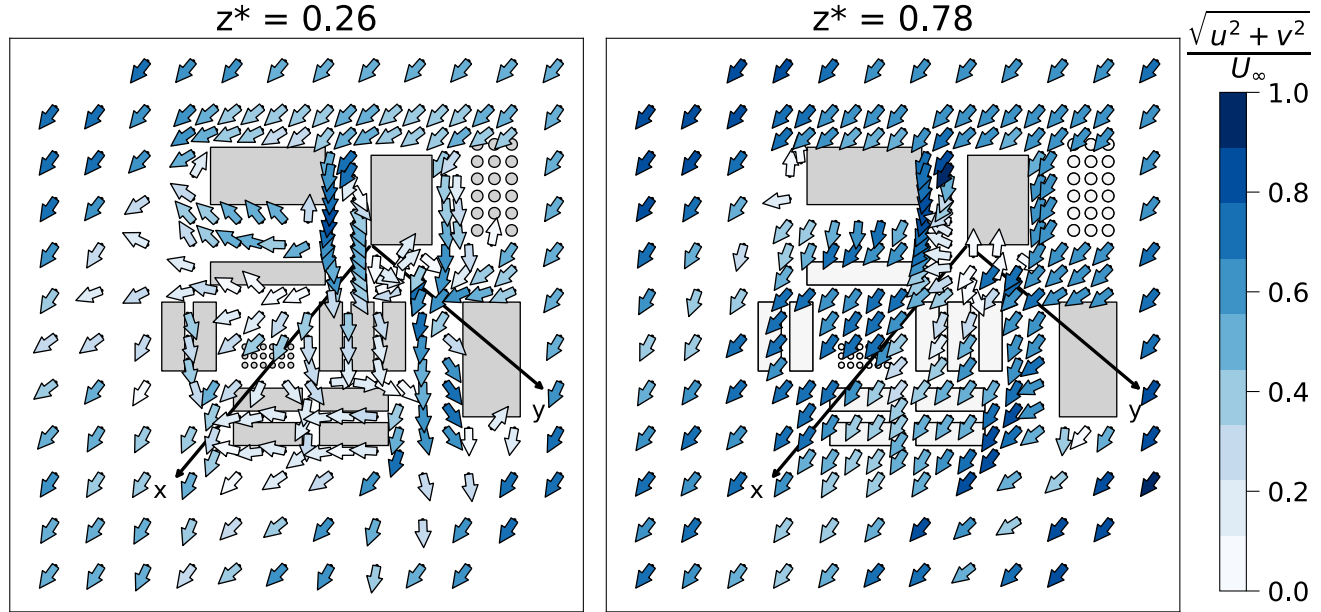 z* = 0.26
z* = 0.78
√(u² + v²)
U∞
1.0
0.8
0.6
0.4
0.2
0.0
x
y
x
y